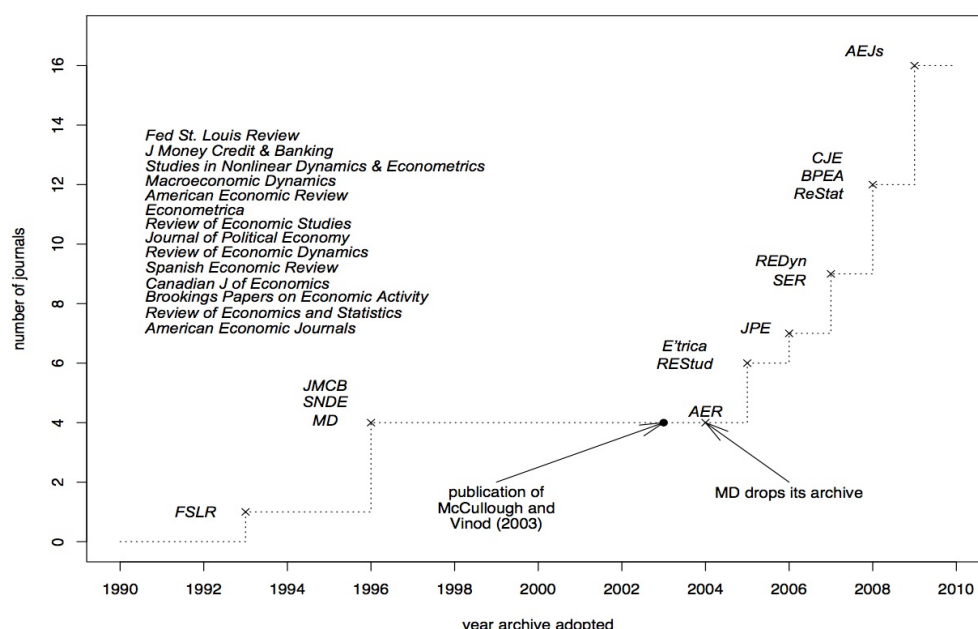 AEJs
16
14
Fed St. Louis Review
J Money Credit & Banking
Studies in Nonlinear Dynamics & Econometrics
Macroeconomic Dynamics
American Economic Review
Econometrica
Review of Economic Studies
Journal of Political Economy
Review of Economic Dynamics
Spanish Economic Review
Canadian J of Economics
Brookings Papers on Economic Activity
Review of Economics and Statistics
American Economic Journals
CJE
BPEA
ReStat
12
number of journals
10
REDyn
SER
8
JPE
E'trica
REStud
6
JMCB
SNDE
MD
AER
4
publication of
McCullough and
Vinod (2003)
MD drops its archive
2
FSLR
0
1990 1992 1994 1996 1998 2000 2002 2004 2006 2008 2010
year archive adopted